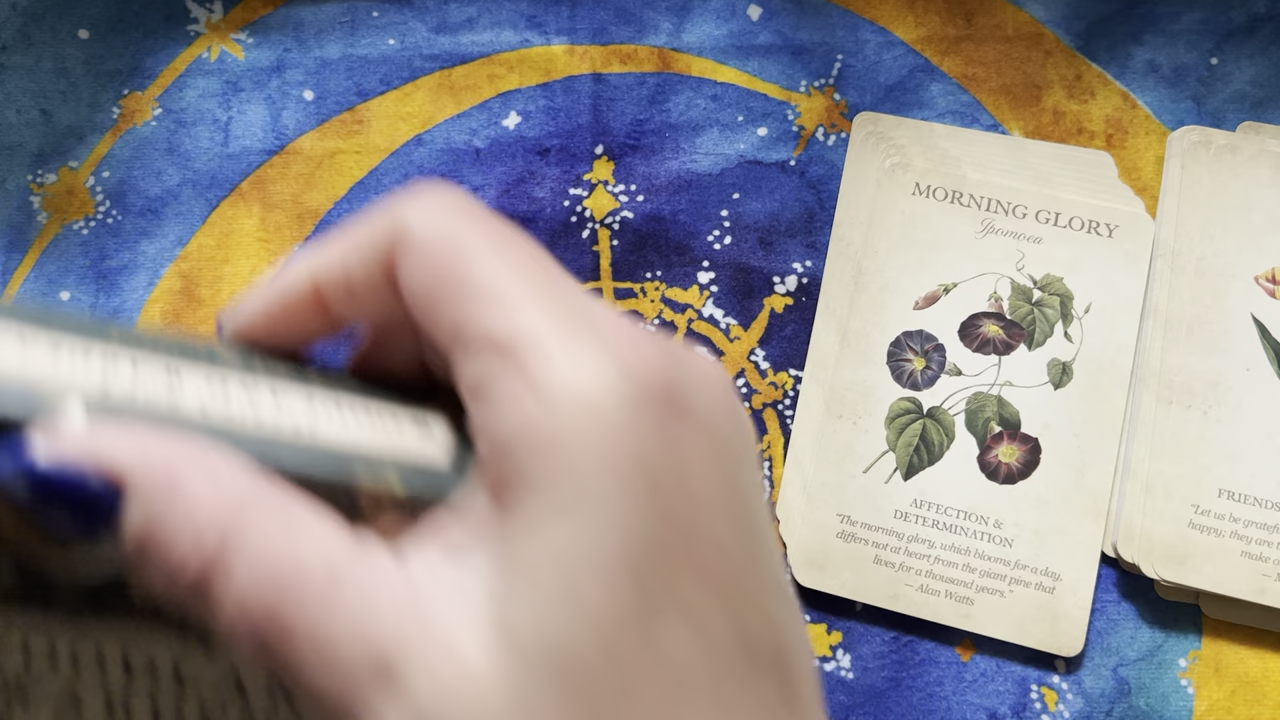 MORNING GLORY
Ipomoea
AFFECTION &
DETERMINATION
“The morning glory, which blooms for a day,
differs not at heart from the giant pine that
lives for a thousand years.”
— Alan Watts
FRIENDS
“Let us be grateful
happy; they are t
make o
—